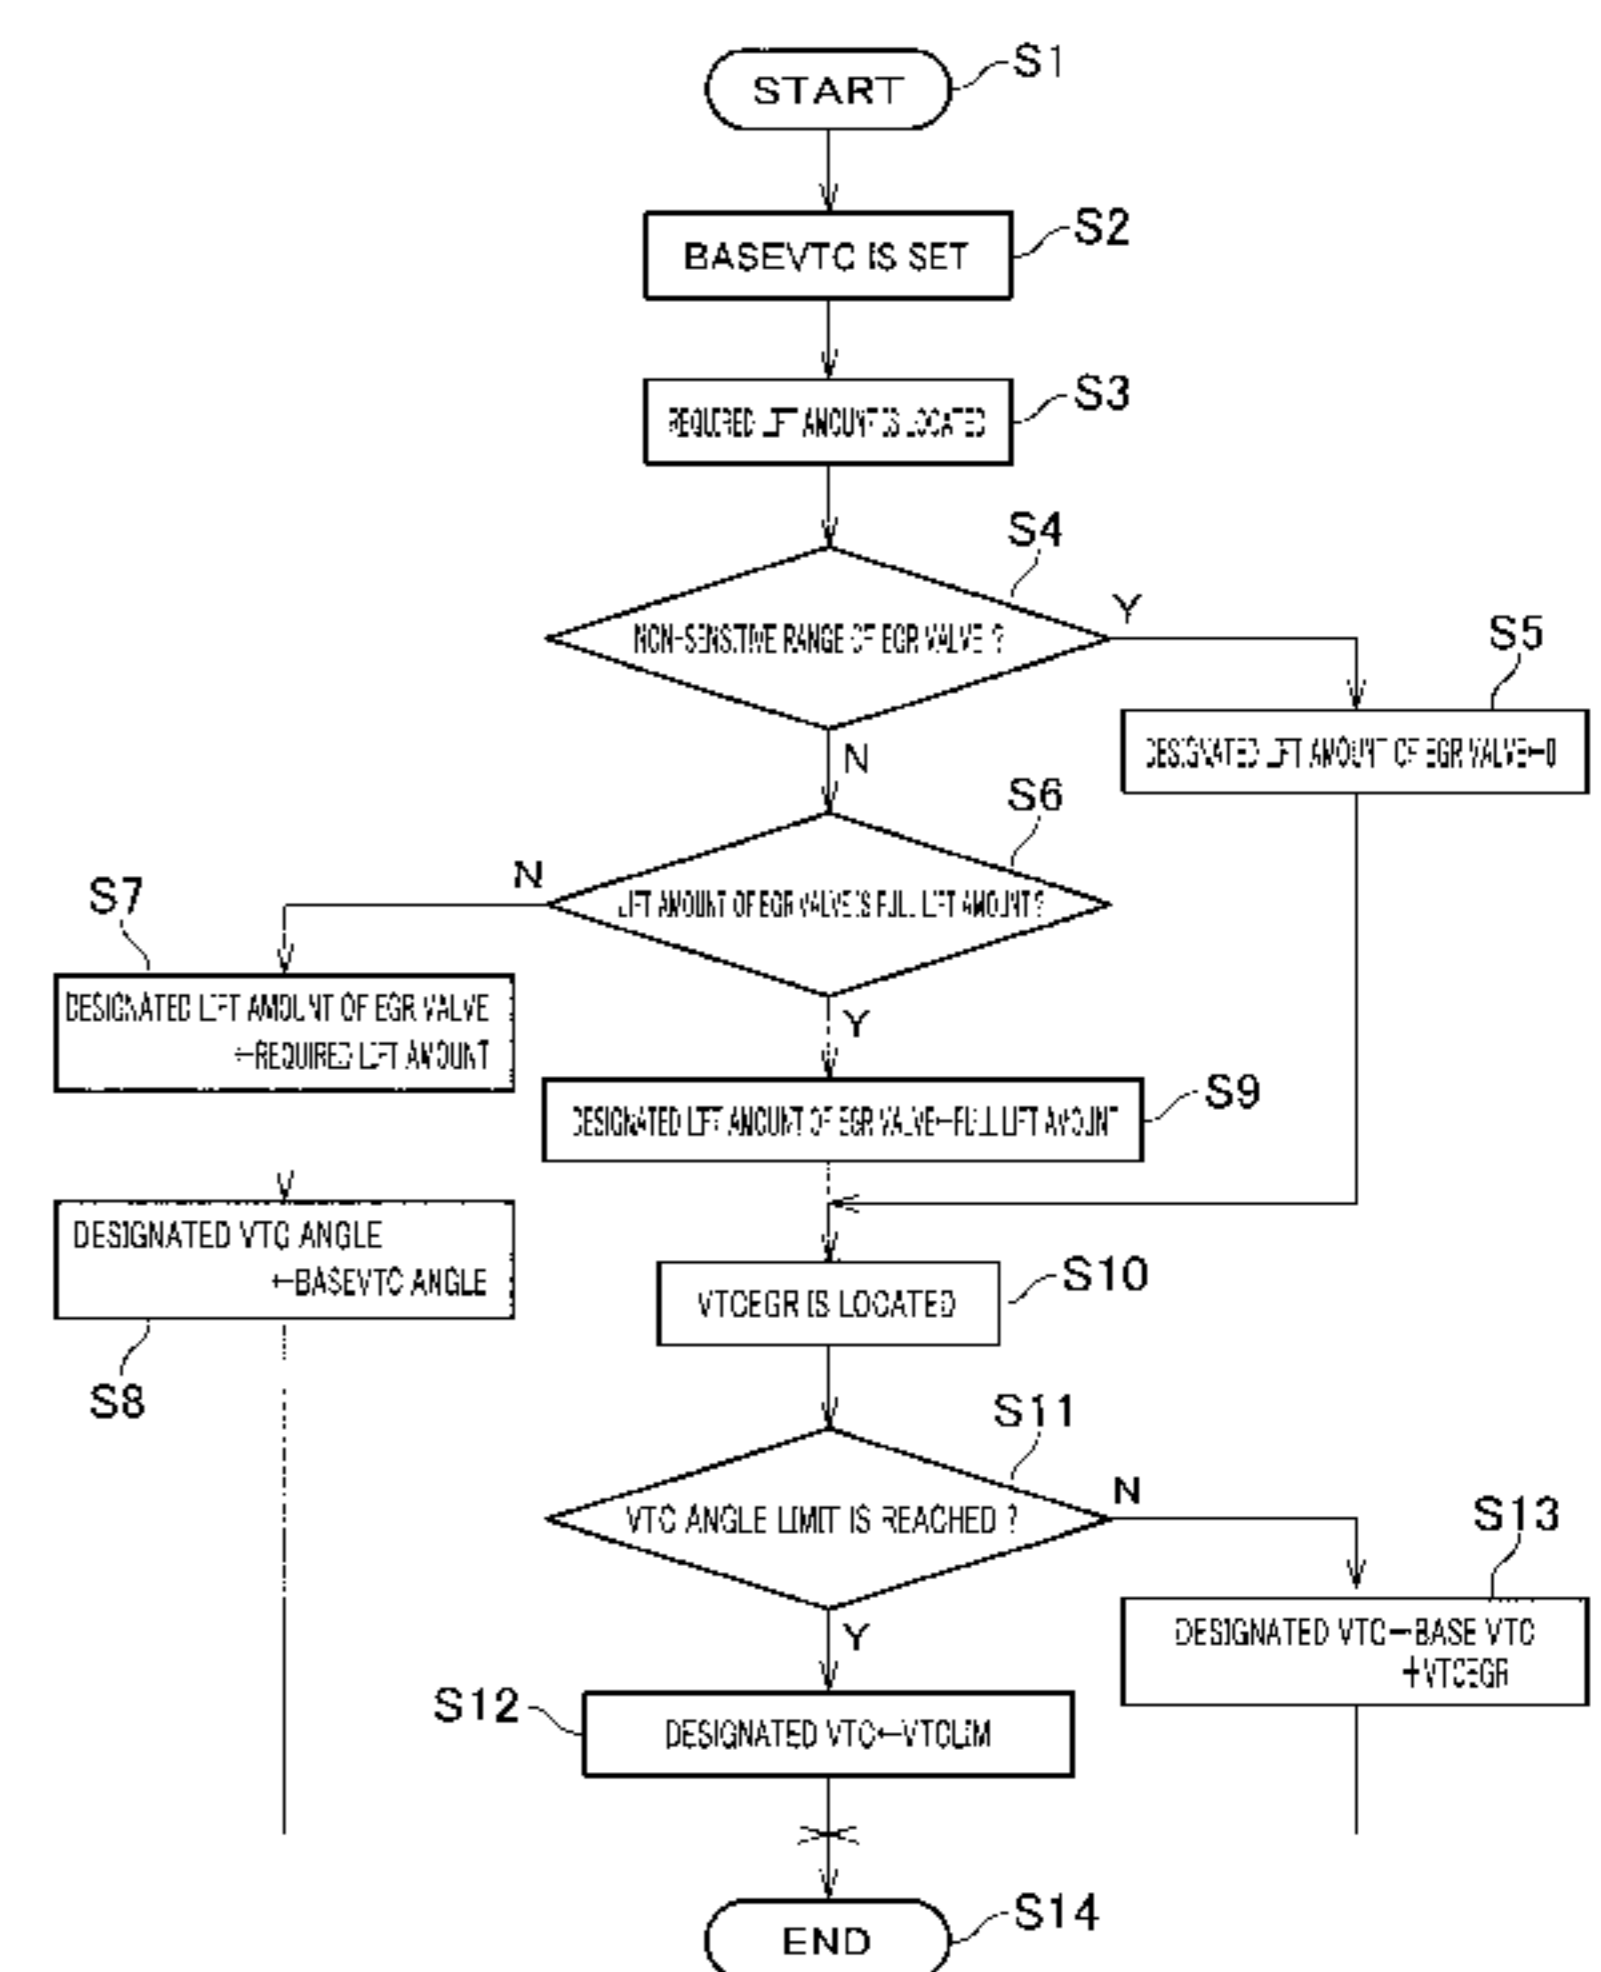 START
S1
BASEVTC IS SET
S2
REQUIRED LIFT AMOUNT IS LOCATED
S3
S4
NON-SENSITIVE RANGE OF EGR VALVE ?
Y
N
S5
DESIGNATED LIFT AMOUNT OF EGR VALVE←0
S6
LIFT AMOUNT OF EGR VALVE IS FULL LIFT AMOUNT ?
N
Y
S7
DESIGNATED LIFT AMOUNT OF EGR VALVE
←REQUIRED LIFT AMOUNT
DESIGNATED LIFT AMOUNT OF EGR VALVE←FULL LIFT AMOUNT
S9
DESIGNATED VTC ANGLE
←BASEVTC ANGLE
S8
VTCEGR IS LOCATED
S10
S11
VTC ANGLE LIMIT IS REACHED ?
N
Y
S13
DESIGNATED VTC←BASE VTC
+VTCEGR
S12
DESIGNATED VTC←VTCLIM
END
S14